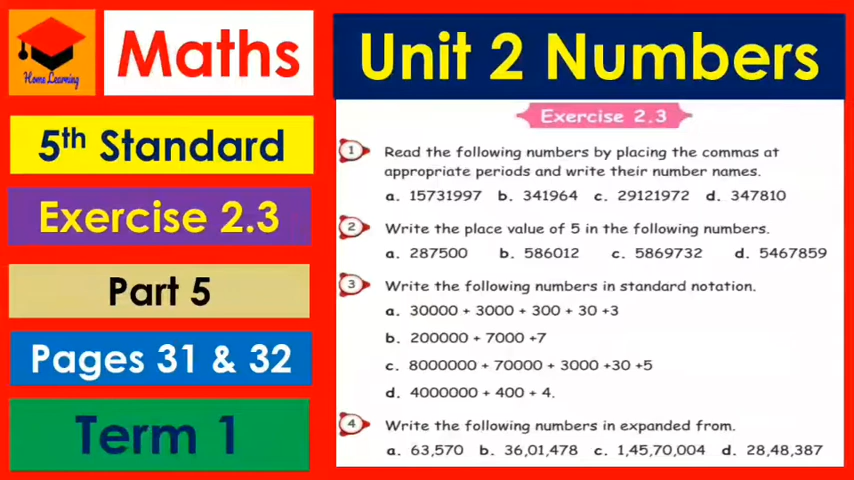 Home Learning
Maths
5th Standard
Exercise 2.3
Part 5
Pages 31 & 32
Term 1
Unit 2 Numbers
Exercise 2.3
1 Read the following numbers by placing the commas at
appropriate periods and write their number names.
a. 15731997 b. 341964 c. 29121972 d. 347810
2 Write the place value of 5 in the following numbers.
a. 287500 b. 586012 c. 5869732 d. 5467859
3 Write the following numbers in standard notation.
a. 30000 + 3000 + 300 + 30 +3
b. 200000 + 7000 +7
c. 8000000 + 70000 + 3000 +30 +5
d. 4000000 + 400 + 4.
4 Write the following numbers in expanded from.
a. 63,570 b. 36,01,478 c. 1,45,70,004 d. 28,48,387